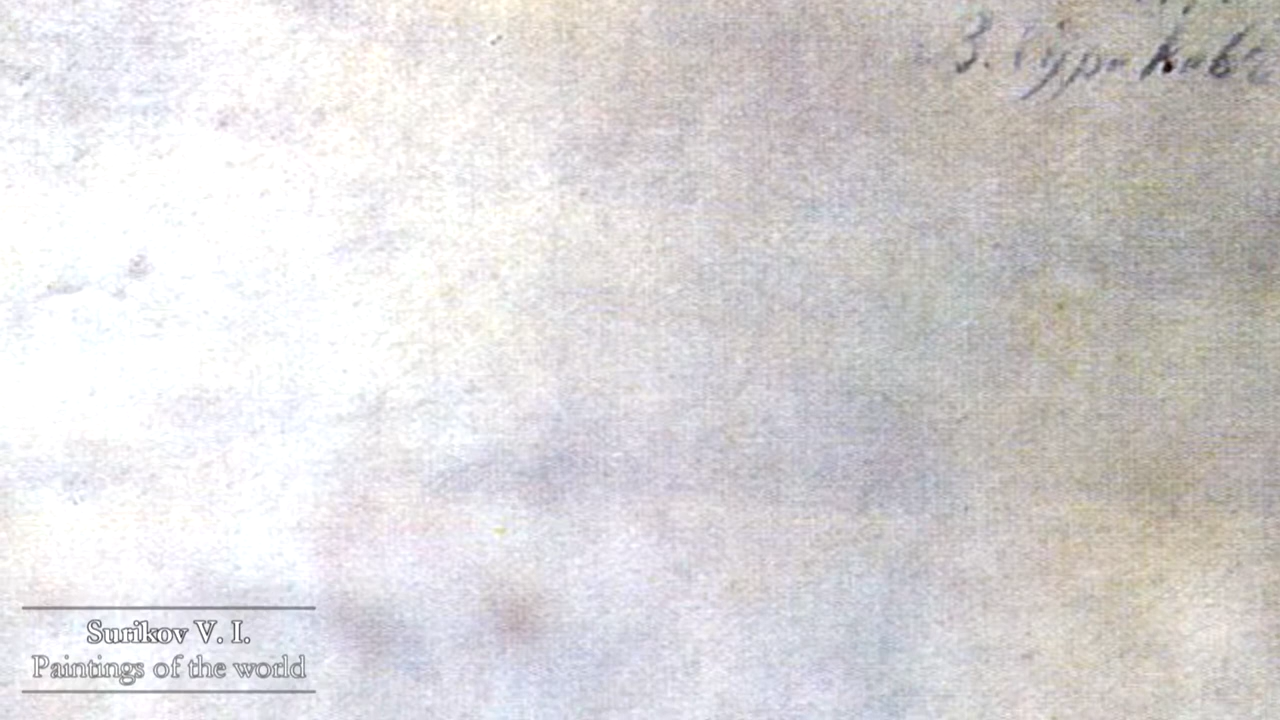 В. Суриковъ
Surikov V. I.
Paintings of the world